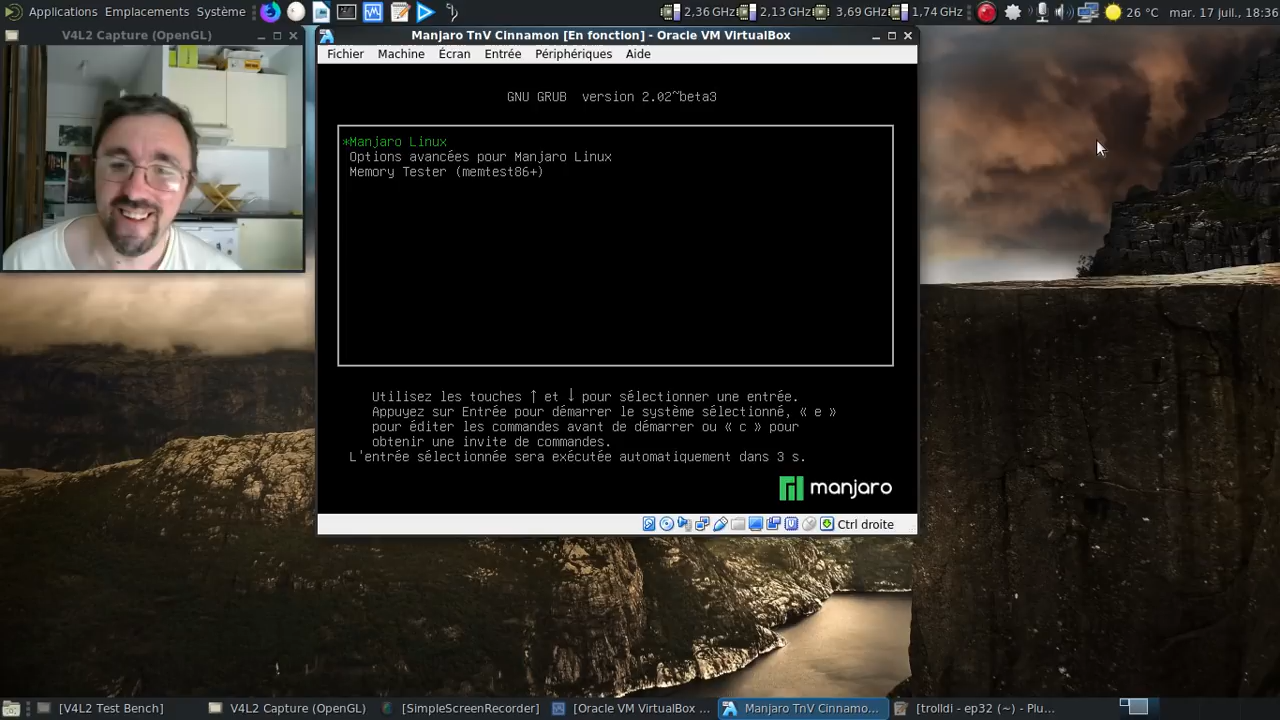 Applications Emplacements Système
2,36 GHz 2,13 GHz 3,69 GHz 1,74 GHz 26 °C mar. 17 juil., 18:36
V4L2 Capture (OpenGL)
Manjaro TnV Cinnamon [En fonction] - Oracle VM VirtualBox
Fichier Machine Écran Entrée Périphériques Aide
GNU GRUB version 2.02~beta3
*Manjaro Linux
Options avancées pour Manjaro Linux
Memory Tester (memtest86+)
Utilisez les touches ↑ et ↓ pour sélectionner une entrée.
Appuyez sur Entrée pour démarrer le système sélectionné, « e »
pour éditer les commandes avant de démarrer ou « c » pour
obtenir une invite de commandes.
L'entrée sélectionnée sera exécutée automatiquement dans 3 s.
manjaro
Ctrl droite
[V4L2 Test Bench] V4L2 Capture (OpenGL) [SimpleScreenRecorder] [Oracle VM VirtualBox ... Manjaro TnV Cinnamo... [trolldi - ep32 (~) - Plu...